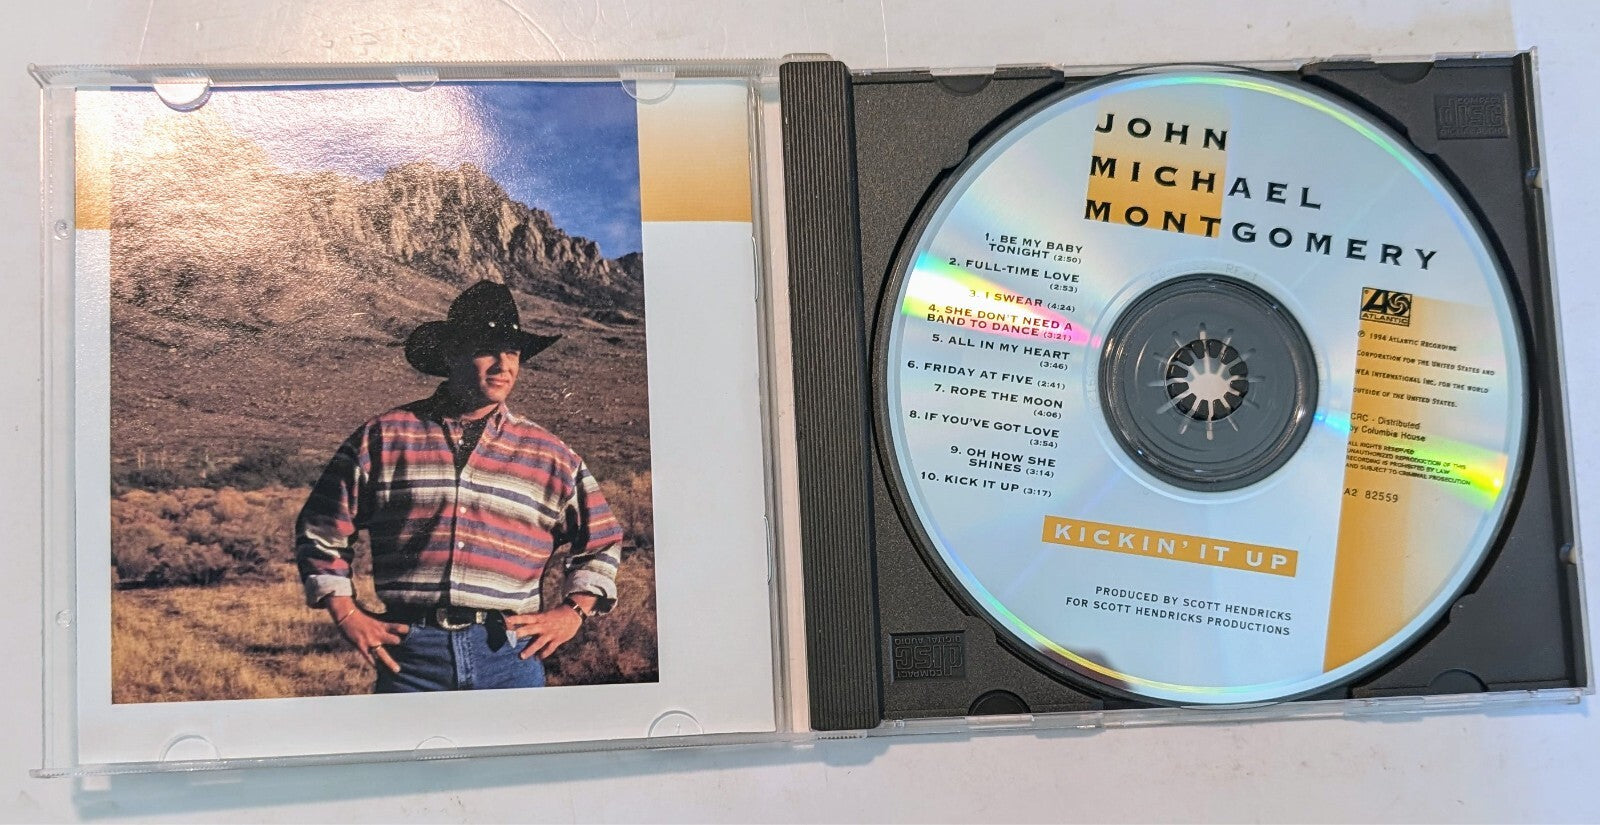 JOHN
MICHAEL
MONTGOMERY
1. BE MY BABY
TONIGHT (2:50)
2. FULL-TIME LOVE
(2:53)
3. I SWEAR (4:24)
4. SHE DON'T NEED A
BAND TO DANCE (3:21)
5. ALL IN MY HEART
(3:46)
6. FRIDAY AT FIVE (2:41)
7. ROPE THE MOON
(4:06)
8. IF YOU'VE GOT LOVE
(3:54)
9. OH HOW SHE
SHINES (3:14)
10. KICK IT UP (3:17)
ATLANTIC
℗ 1994 ATLANTIC RECORDING
CORPORATION FOR THE UNITED STATES AND
WEA INTERNATIONAL INC. FOR THE WORLD
OUTSIDE OF THE UNITED STATES.
CRC - Distributed
by Columbia House
ALL RIGHTS RESERVED
UNAUTHORIZED REPRODUCTION OF THIS
RECORDING IS PROHIBITED BY LAW
AND SUBJECT TO CRIMINAL PROSECUTION
A2 82559
KICKIN' IT UP
PRODUCED BY SCOTT HENDRICKS
FOR SCOTT HENDRICKS PRODUCTIONS
COMPACT
disc
DIGITAL AUDIO
COMPACT
disc
DIGITAL AUDIO